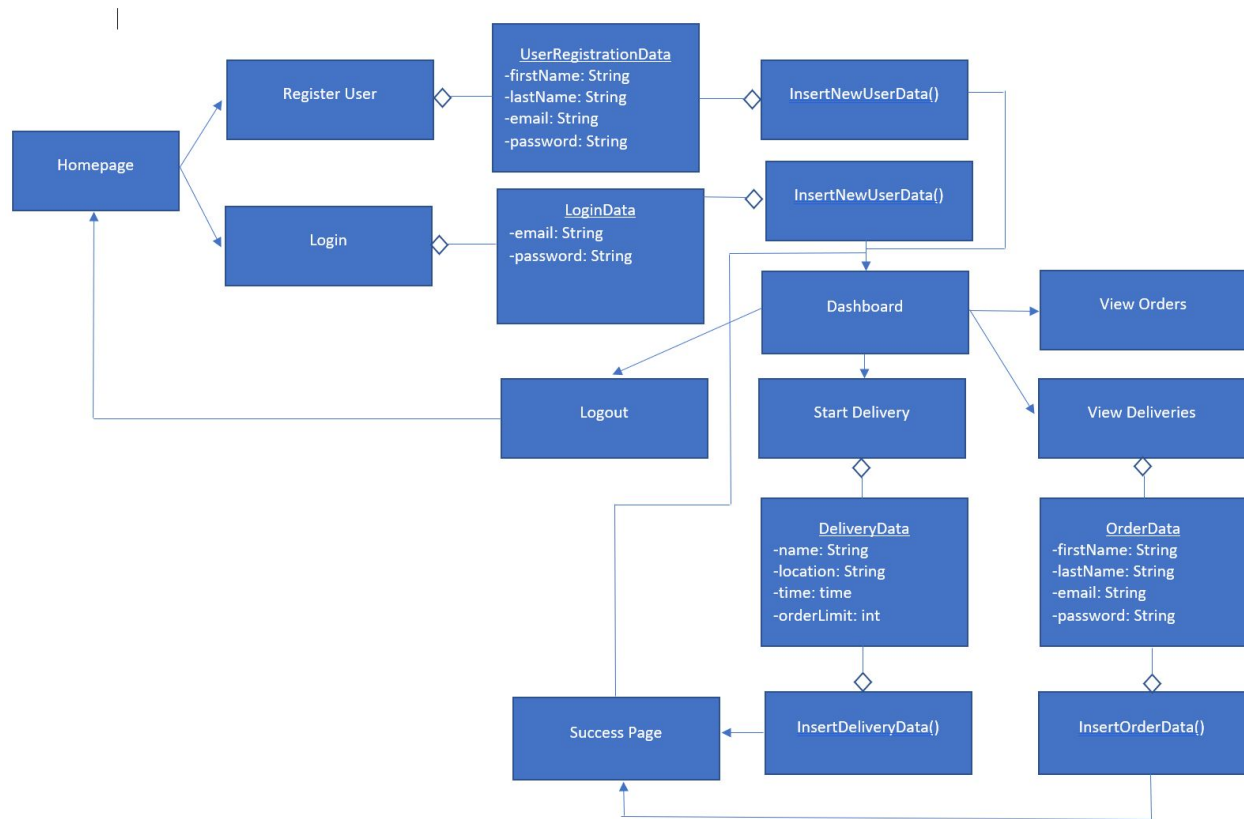 UserRegistrationData
-firstName: String
-lastName: String
-email: String
-password: String
Register User
InsertNewUserData()
Homepage
LoginData
-email: String
-password: String
Login
InsertNewUserData()
Dashboard
View Orders
Logout
Start Delivery
View Deliveries
DeliveryData
-name: String
-location: String
-time: time
-orderLimit: int
OrderData
-firstName: String
-lastName: String
-email: String
-password: String
Success Page
InsertDeliveryData()
InsertOrderData()